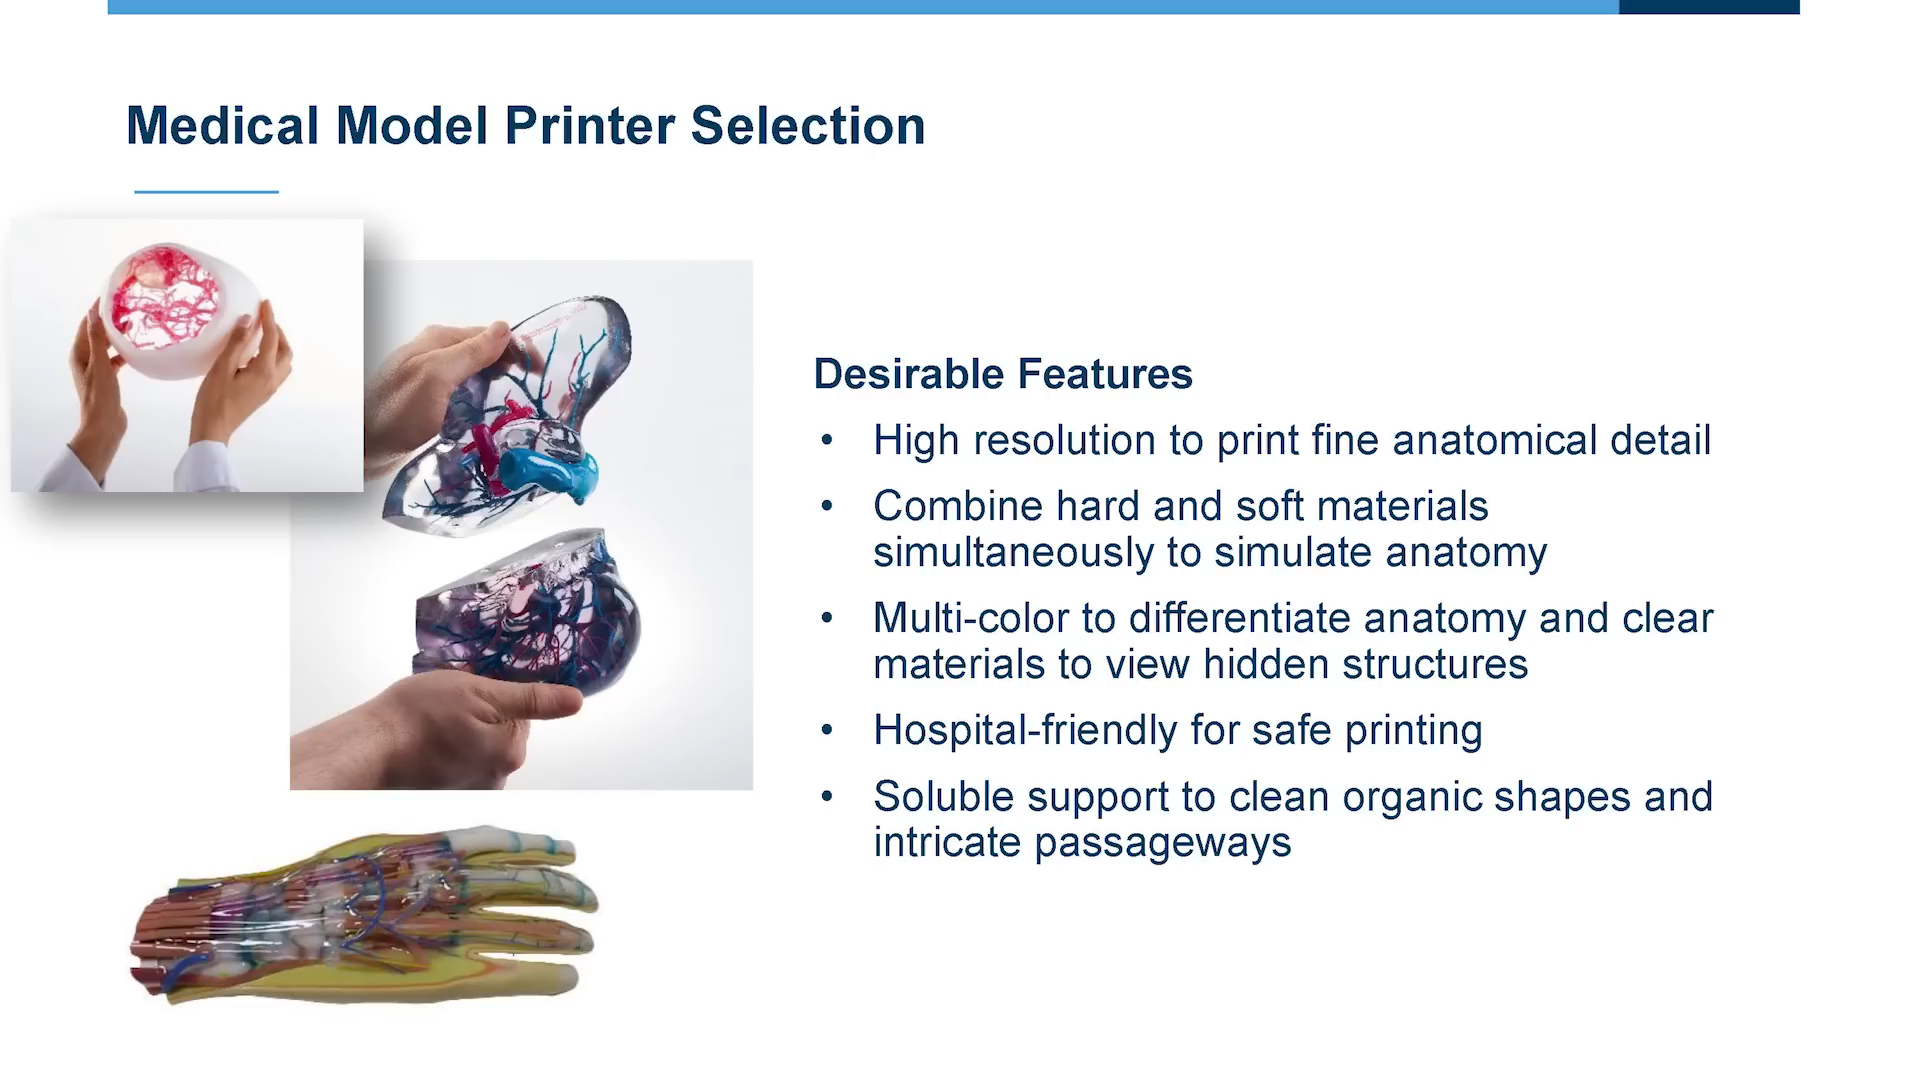 Medical Model Printer Selection
Desirable Features
• High resolution to print fine anatomical detail
• Combine hard and soft materials
simultaneously to simulate anatomy
• Multi-color to differentiate anatomy and clear
materials to view hidden structures
• Hospital-friendly for safe printing
• Soluble support to clean organic shapes and
intricate passageways